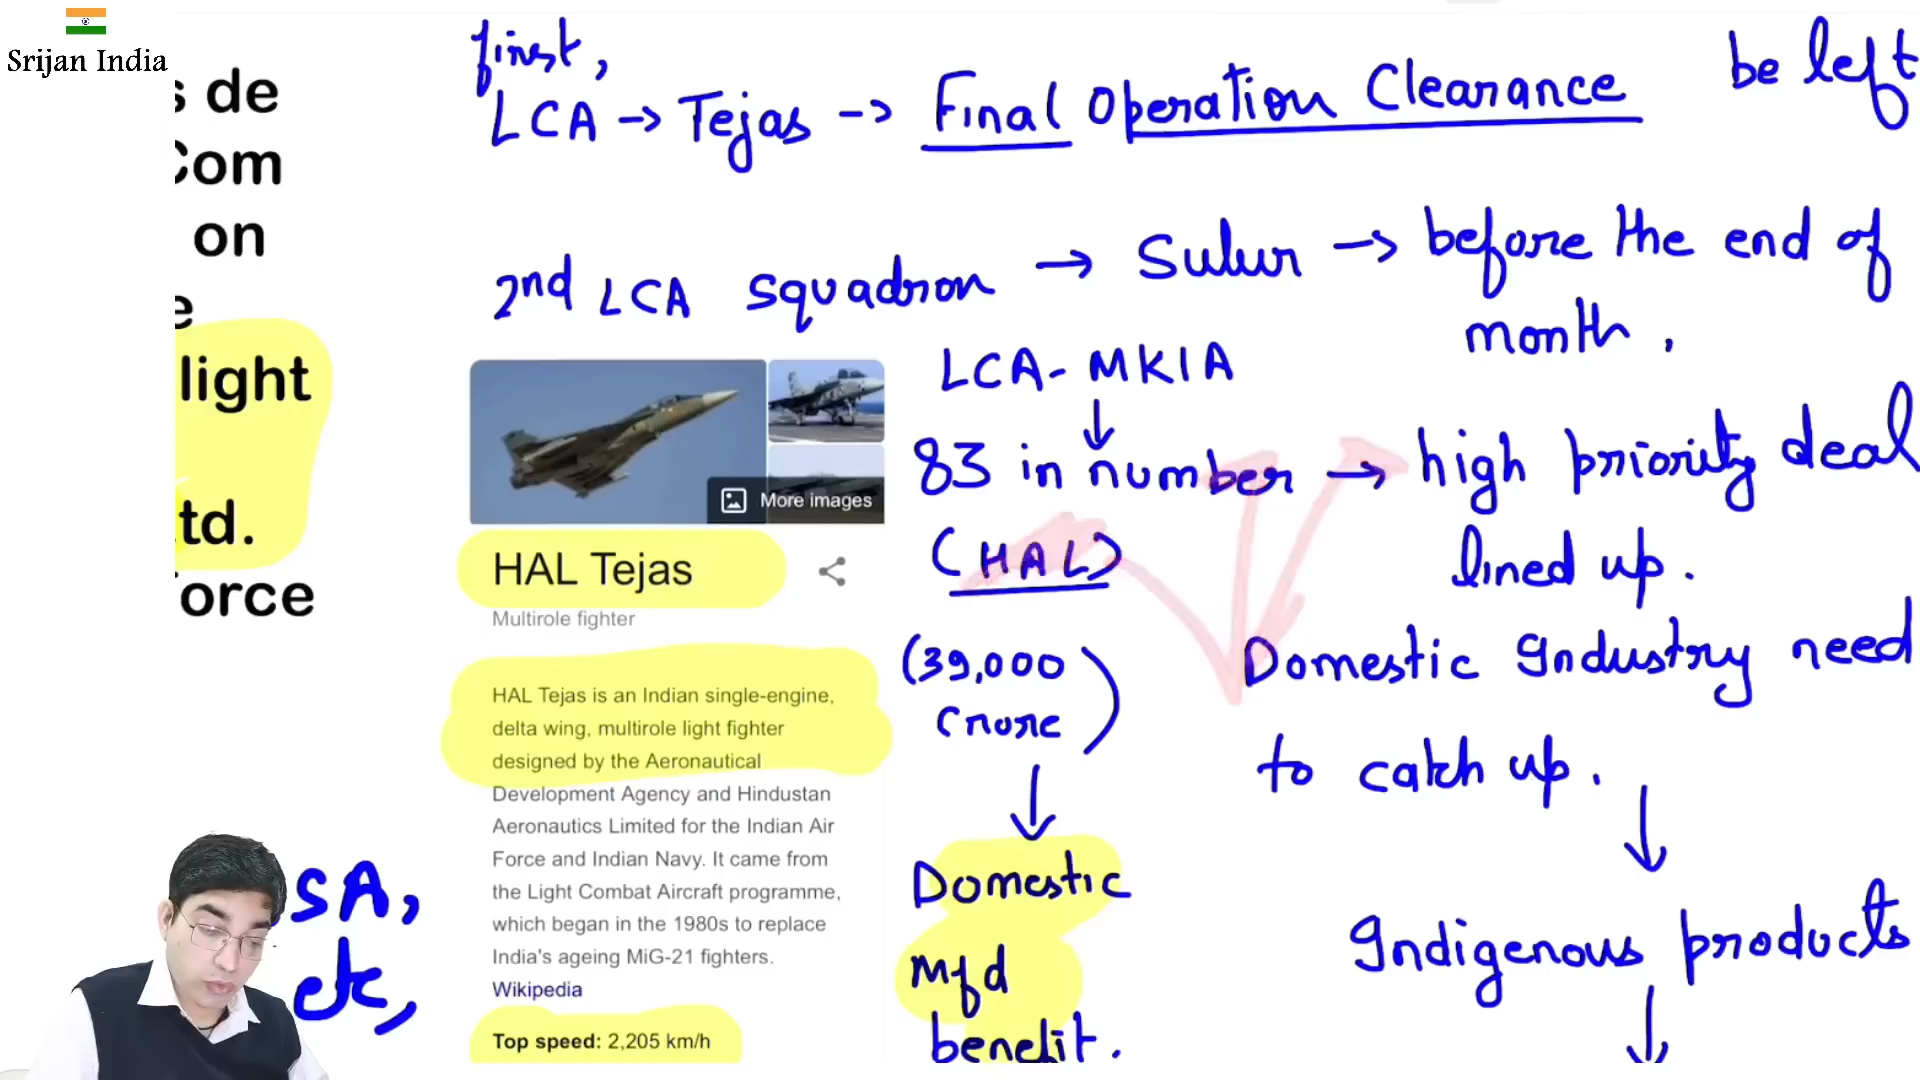 Srijan India
s de
Com
on
e
light
td.
orce
SA,
etc,
first,
LCA → Tejas → Final Operation Clearance
be left
2nd LCA squadron → Sulur → before the end of
month.
LCA-MK1A
83 in number → high priority deal
lined up.
(HAL)
(39,000
crore)
Domestic
Mfd
benefit.
Domestic Industry need
to catch up.
Indigenous products
More images
HAL Tejas
Multirole fighter
HAL Tejas is an Indian single-engine,
delta wing, multirole light fighter
designed by the Aeronautical
Development Agency and Hindustan
Aeronautics Limited for the Indian Air
Force and Indian Navy. It came from
the Light Combat Aircraft programme,
which began in the 1980s to replace
India's ageing MiG-21 fighters.
Wikipedia
Top speed: 2,205 km/h